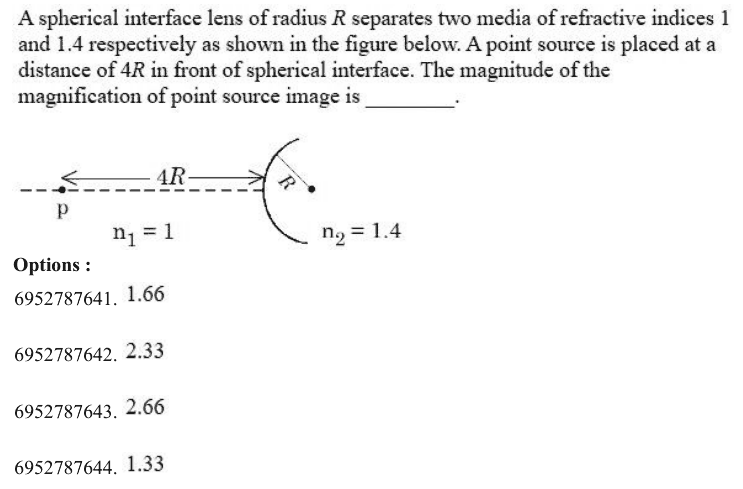 A spherical interface lens of radius R separates two media of refractive indices 1
and 1.4 respectively as shown in the figure below. A point source is placed at a
distance of 4R in front of spherical interface. The magnitude of the
magnification of point source image is ________.
4R
R
p
n₁ = 1
n₂ = 1.4
Options :
6952787641. 1.66
6952787642. 2.33
6952787643. 2.66
6952787644. 1.33